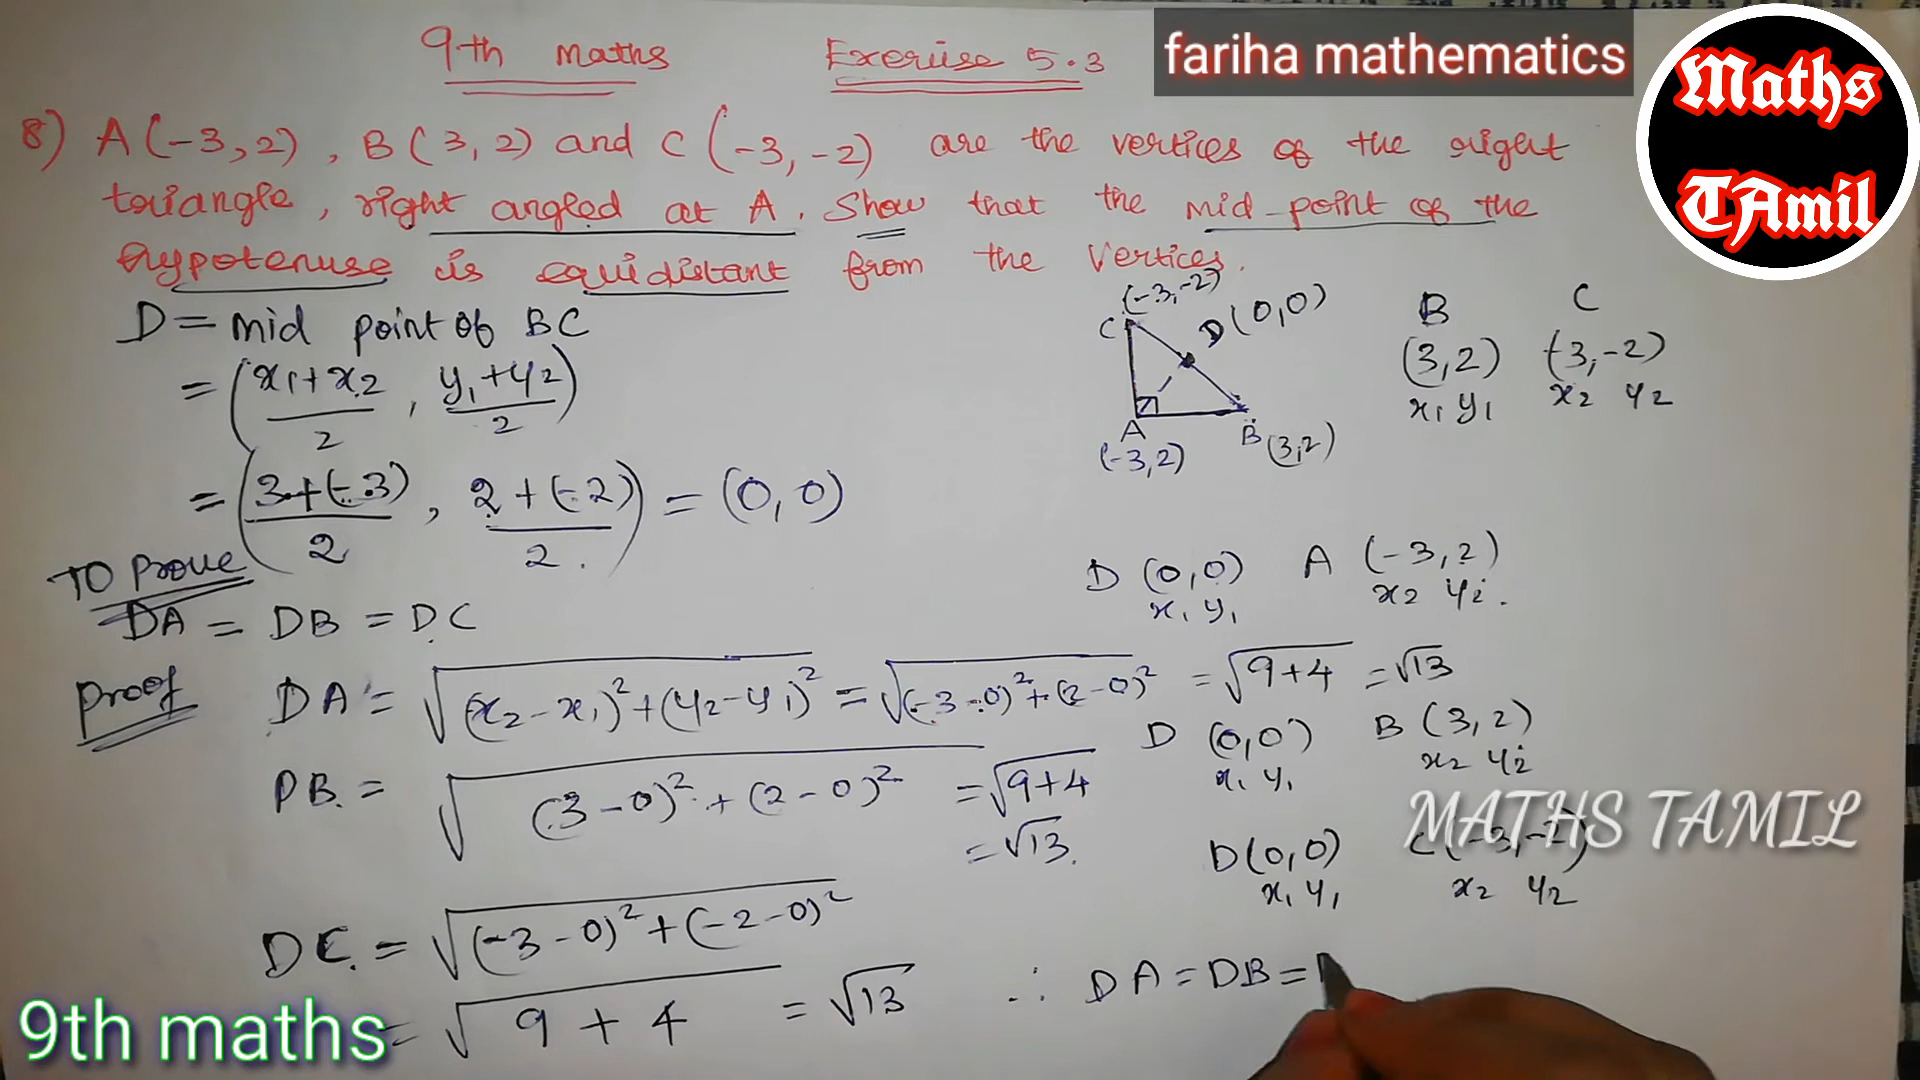 9th maths Exercise 5.3
fariha mathematics
Maths TAmil
8) A(-3,2), B(3,2) and C(-3,-2) are the vertices of the right
triangle, right angled at A. Show that the mid-point of the
hypotenuse is equidistant from the vertices.
D = mid point of BC
= (x₁+x₂/2, y₁+y₂/2)
= (3+(-3)/2, 2+(-2)/2) = (0,0)
(-3,-2)
C D(0,0)
A B(3,2)
(-3,2)
B C
(3,2) (-3,-2)
x₁ y₁ x₂ y₂
TO Prove
DA = DB = DC
D (0,0) A (-3,2)
x₁ y₁ x₂ y₂
Proof DA = √(x₂-x₁)²+(y₂-y₁)² = √(-3-0)²+(2-0)² = √9+4 = √13
D (0,0) B (3,2)
x₁ y₁ x₂ y₂
DB = √(3-0)²+(2-0)² = √9+4
= √13.
MATHS TAMIL
D(0,0) C(-3,-2)
x₁ y₁ x₂ y₂
DC = √(-3-0)²+(-2-0)²
= √9+4 = √13 ∴ DA = DB =
9th maths